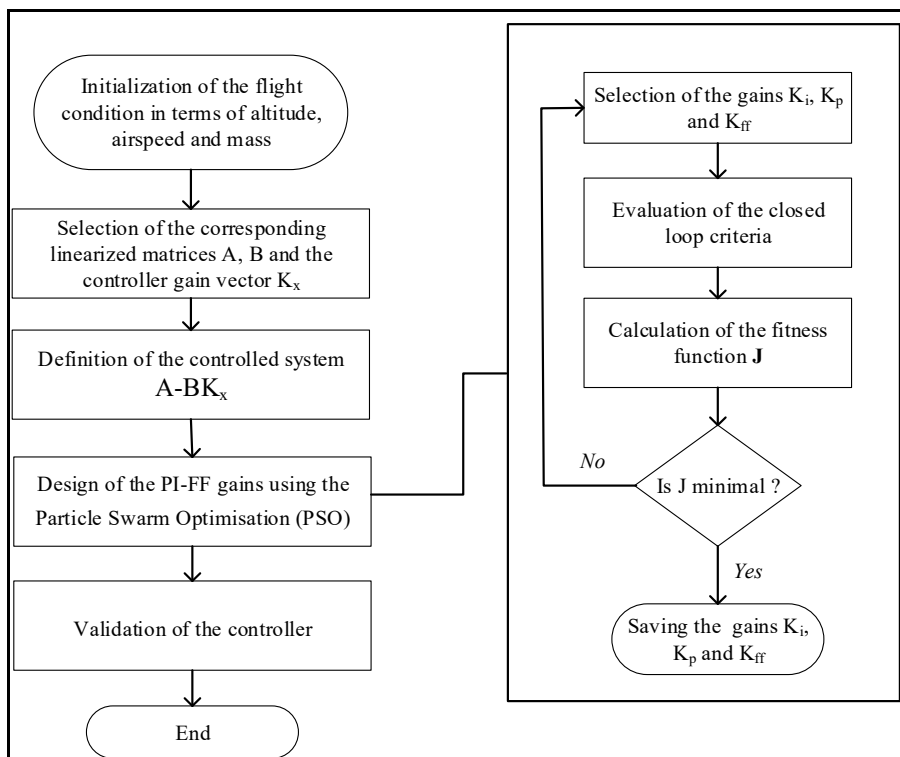 Initialization of the flight
condition in terms of altitude,
airspeed and mass
Selection of the corresponding
linearized matrices A, B and the
controller gain vector Kₓ
Definition of the controlled system
A-BKₓ
Design of the PI-FF gains using the
Particle Swarm Optimisation (PSO)
Validation of the controller
End
Selection of the gains Kᵢ, Kₚ
and K_ff
Evaluation of the closed
loop criteria
Calculation of the fitness
function J
Is J minimal ?
No
Yes
Saving the gains Kᵢ,
Kₚ and K_ff